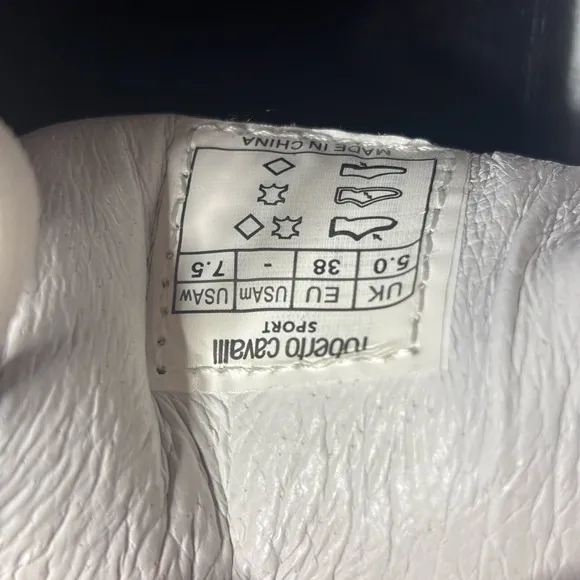 roberto cavalli
SPORT
UK EU USAm USAw
5.0 38 - 7.5
MADE IN CHINA